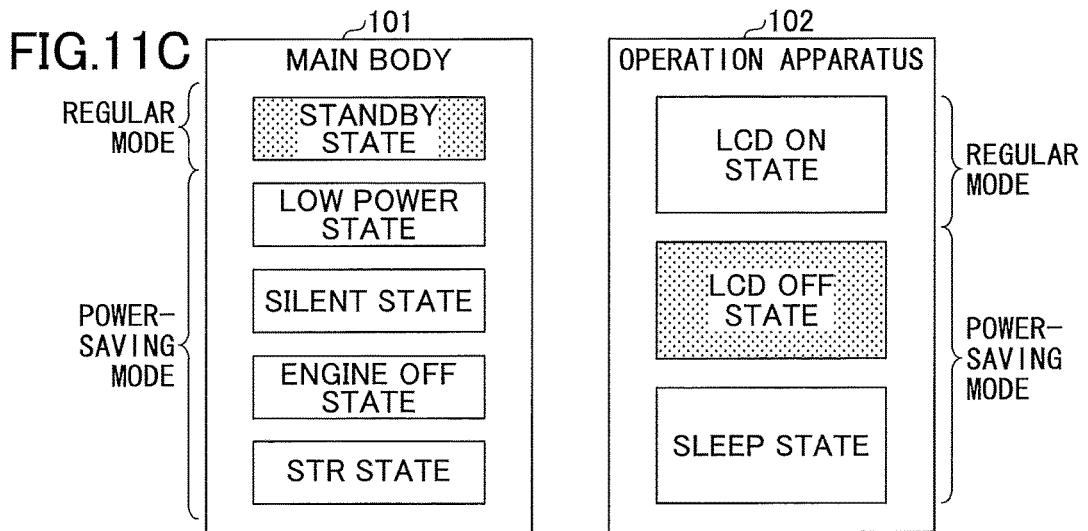 FIG.11C
101
MAIN BODY
REGULAR
MODE
STANDBY
STATE
LOW POWER
STATE
SILENT STATE
POWER-
SAVING
MODE
ENGINE OFF
STATE
STR STATE
102
OPERATION APPARATUS
LCD ON
STATE
REGULAR
MODE
LCD OFF
STATE
POWER-
SAVING
MODE
SLEEP STATE